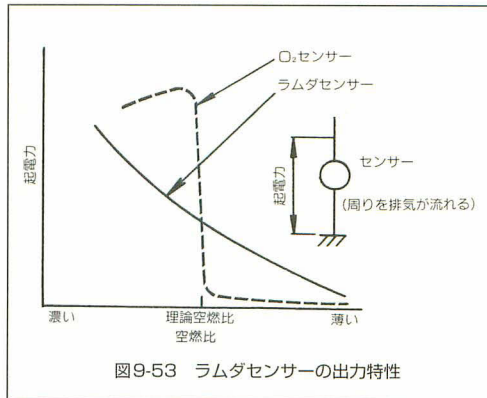 O₂センサー
ラムダセンサー
起電力
起電力
センサー
(周りを排気が流れる)
濃い
理論空燃比
薄い
空燃比
図9-53 ラムダセンサーの出力特性